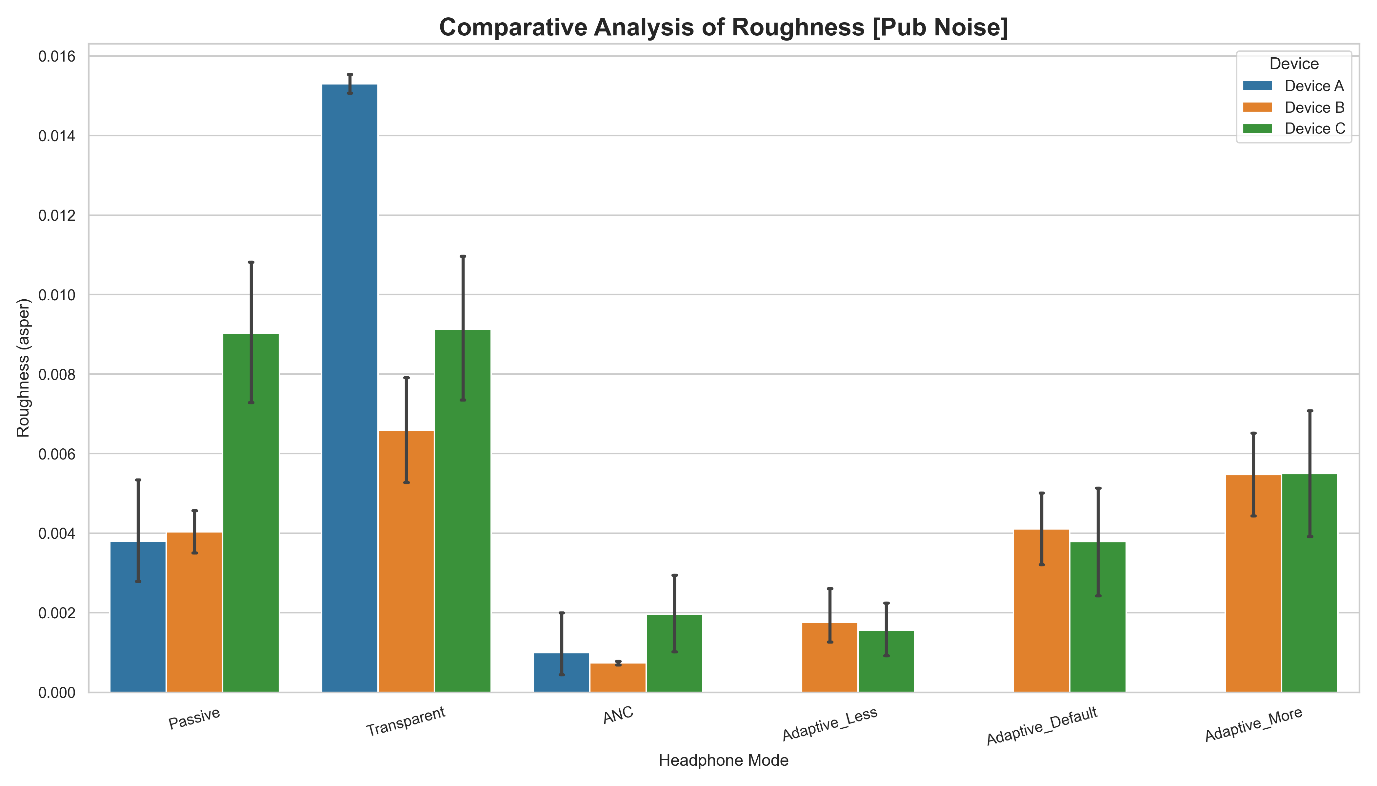 Comparative Analysis of Roughness [Pub Noise]
Device
Device A
Device B
Device C
Roughness (asper)
0.016
0.014
0.012
0.010
0.008
0.006
0.004
0.002
0.000
Passive
Transparent
ANC
Adaptive_Less
Adaptive_Default
Adaptive_More
Headphone Mode